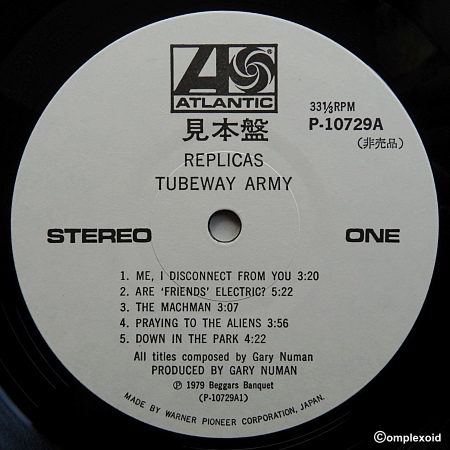 ATLANTIC
見本盤
33⅓RPM
P-10729A
(非売品)
REPLICAS
TUBEWAY ARMY
STEREO
ONE
1. ME, I DISCONNECT FROM YOU 3:20
2. ARE ‘FRIENDS’ ELECTRIC? 5:22
3. THE MACHMAN 3:07
4. PRAYING TO THE ALIENS 3:56
5. DOWN IN THE PARK 4:22
All titles composed by Gary Numan
PRODUCED BY GARY NUMAN
Ⓟ 1979 Beggars Banquet
(P-10729A1)
MADE BY WARNER PIONEER CORPORATION, JAPAN.
©omplexoid